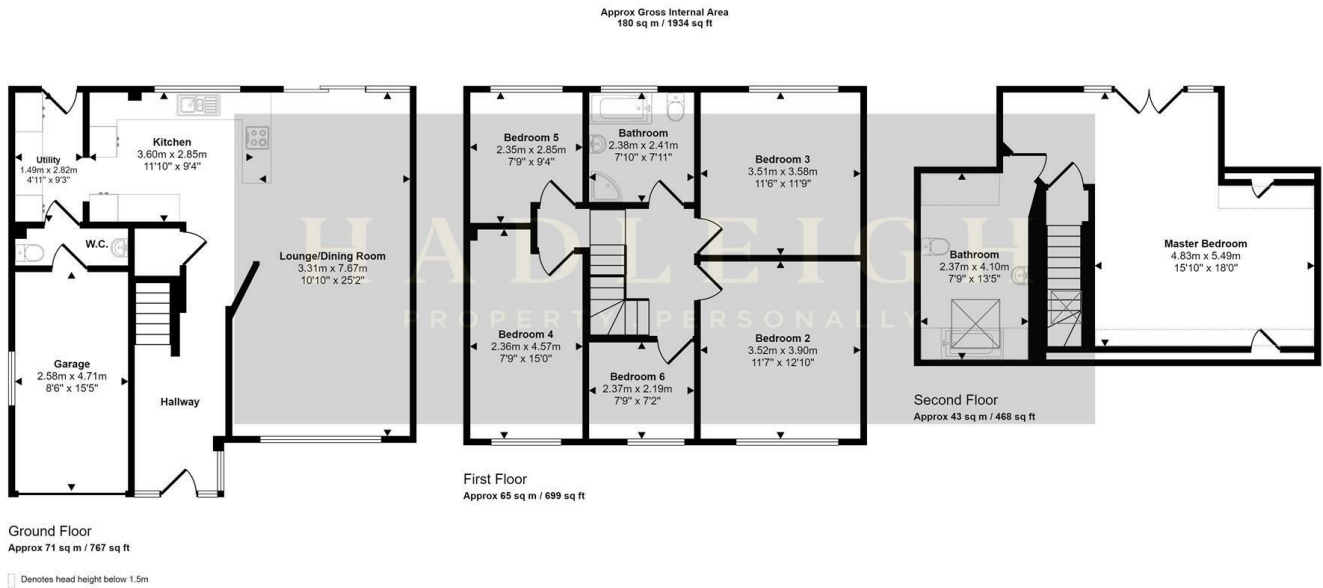 Approx Gross Internal Area
180 sq m / 1934 sq ft
Utility
1.49m x 2.82m
4'11" x 9'3"
Kitchen
3.60m x 2.85m
11'10" x 9'4"
W.C.
Lounge/Dining Room
3.31m x 7.67m
10'10" x 25'2"
Garage
2.58m x 4.71m
8'6" x 15'5"
Hallway
Ground Floor
Approx 71 sq m / 767 sq ft
Denotes head height below 1.5m
Bedroom 5
2.35m x 2.85m
7'9" x 9'4"
Bathroom
2.38m x 2.41m
7'10" x 7'11"
Bedroom 3
3.51m x 3.58m
11'6" x 11'9"
Bedroom 4
2.36m x 4.57m
7'9" x 15'0"
Bedroom 6
2.37m x 2.19m
7'9" x 7'2"
Bedroom 2
3.52m x 3.90m
11'7" x 12'10"
First Floor
Approx 65 sq m / 699 sq ft
Bathroom
2.37m x 4.10m
7'9" x 13'5"
Master Bedroom
4.83m x 5.49m
15'10" x 18'0"
Second Floor
Approx 43 sq m / 468 sq ft
HADLEIGH
PROPERTY. PERSONALLY